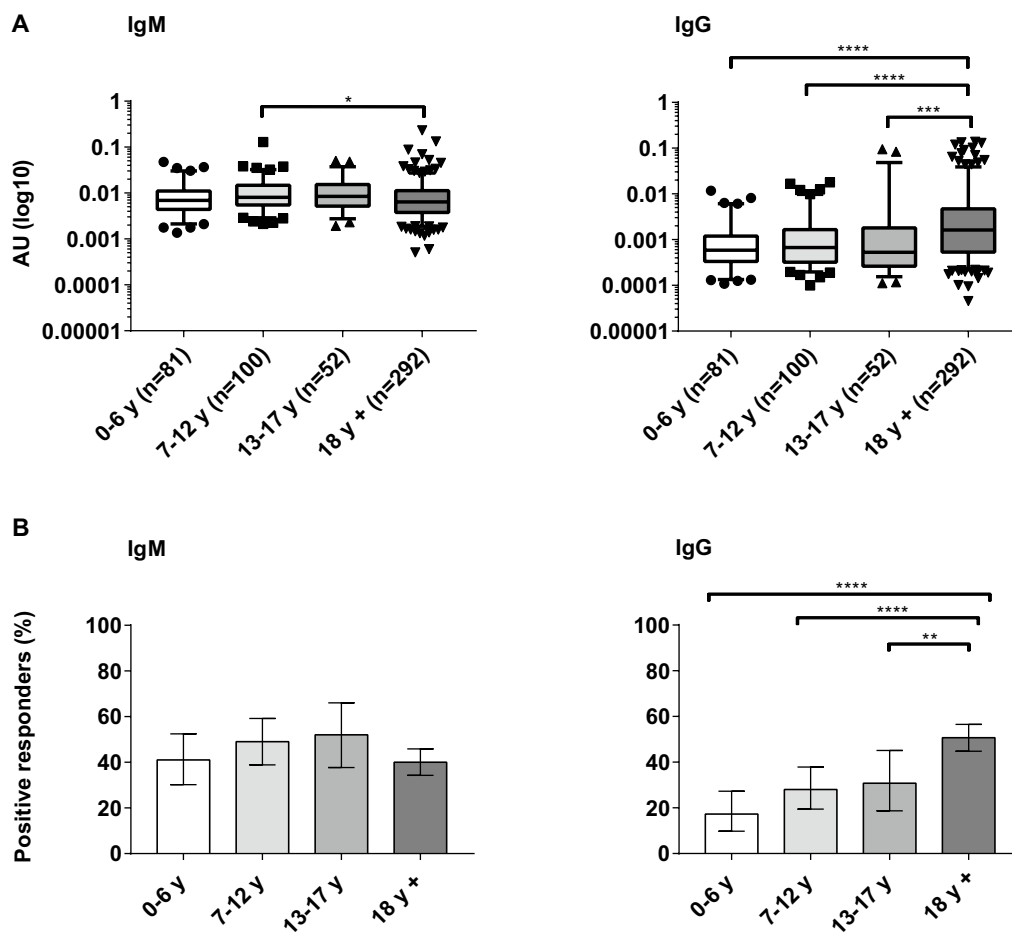 A
IgM
IgG
****
****
***
*
AU (log10)
1
0.1
0.01
0.001
0.0001
0.00001
0-6 y (n=81)
7-12 y (n=100)
13-17 y (n=52)
18 y + (n=292)
1
0.1
0.01
0.001
0.0001
0.00001
0-6 y (n=81)
7-12 y (n=100)
13-17 y (n=52)
18 y + (n=292)
B
IgM
IgG
****
****
**
Positive responders (%)
100
80
60
40
20
0
0-6 y
7-12 y
13-17 y
18 y +
100
80
60
40
20
0
0-6 y
7-12 y
13-17 y
18 y +